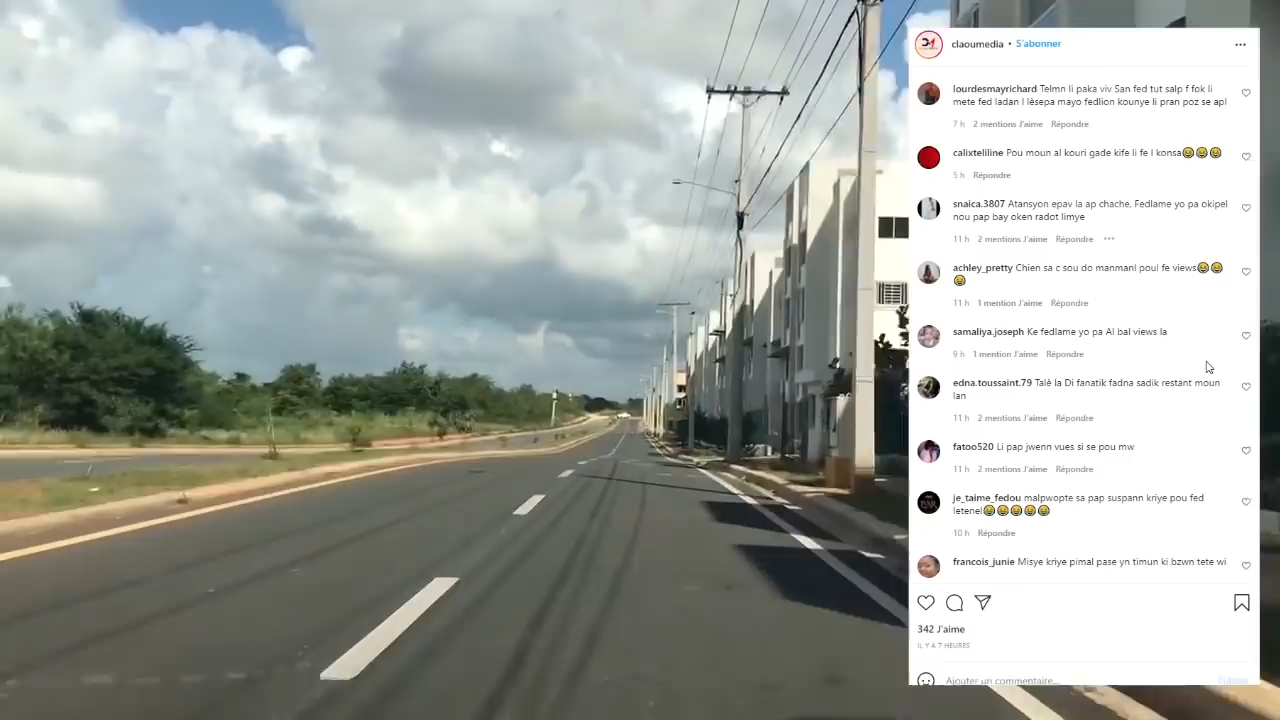 claoumedia • S'abonner
lourdesmayrichard Telmn li paka viv San fed tut salp f fok li
mete fed ladan l lèsepa mayo fedlion kounye li pran poz se apl
7 h 2 mentions J'aime Répondre
calixteliline Pou moun al kouri gade kife li fe l konsa😂😂😂
5 h Répondre
snaica.3807 Atansyon epav la ap chache, Fedlame yo pa okipel
nou pap bay oken radot limye
11 h 2 mentions J'aime Répondre •••
achley_pretty Chien sa c sou do manmanl poul fe views😂😂
😂
11 h 1 mention J'aime Répondre
samaliya.joseph Ke fedlame yo pa Al bal views la
9 h 1 mention J'aime Répondre
edna.toussaint.79 Talè la Di fanatik fadna sadik restant moun
lan
11 h 2 mentions J'aime Répondre
fatoo520 Li pap jwenn vues si se pou mw
11 h 2 mentions J'aime Répondre
je_taime_fedou malpwopte sa pap suspann kriye pou fed
letenel😂😂😂😂😂
10 h Répondre
francois_junie Misye kriye pimal pase yn timun ki bzwn tete wi
342 J'aime
IL Y A 7 HEURES
Ajouter un commentaire...
Publier